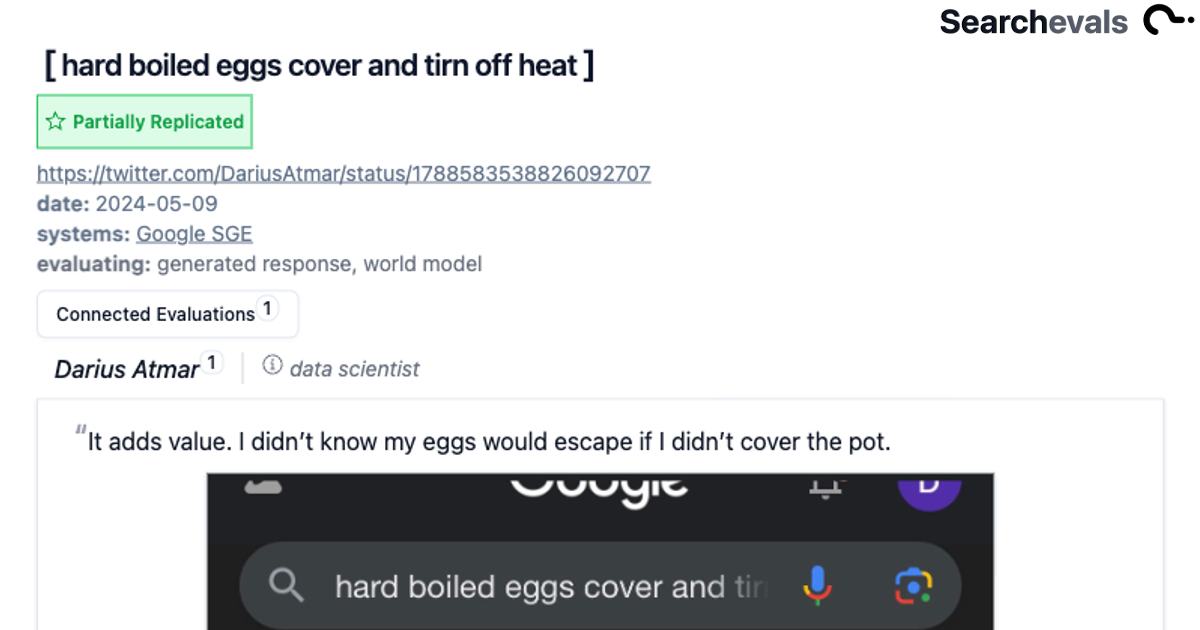 Searchevals
[ hard boiled eggs cover and tirn off heat ]
Partially Replicated
https://twitter.com/DariusAtmar/status/1788583538826092707
date: 2024-05-09
systems: Google SGE
evaluating: generated response, world model
Connected Evaluations 1
Darius Atmar 1 data scientist
"It adds value. I didn't know my eggs would escape if I didn't cover the pot.
Google D
hard boiled eggs cover and tir